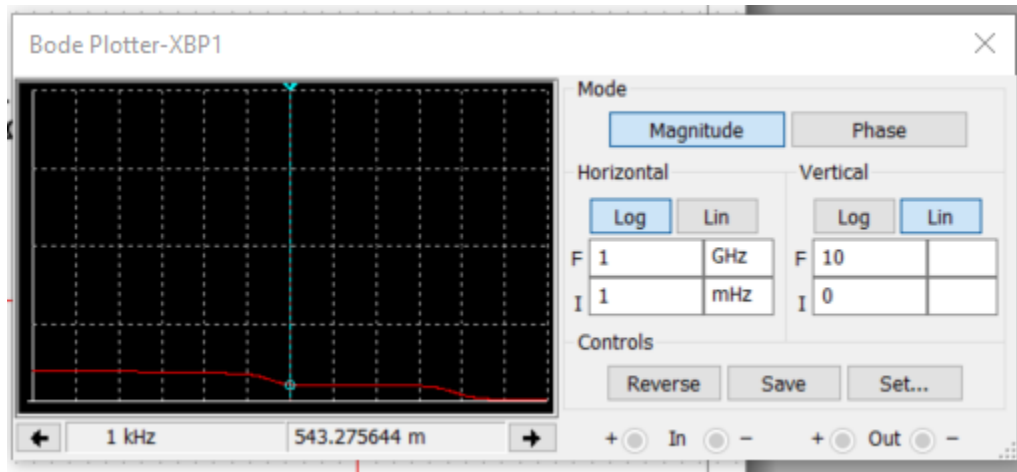 Bode Plotter-XBP1
Mode
Magnitude Phase
Horizontal Vertical
Log Lin Log Lin
F 1 GHz F 10
I 1 mHz I 0
Controls
Reverse Save Set...
1 kHz 543.275644 m + In - + Out -